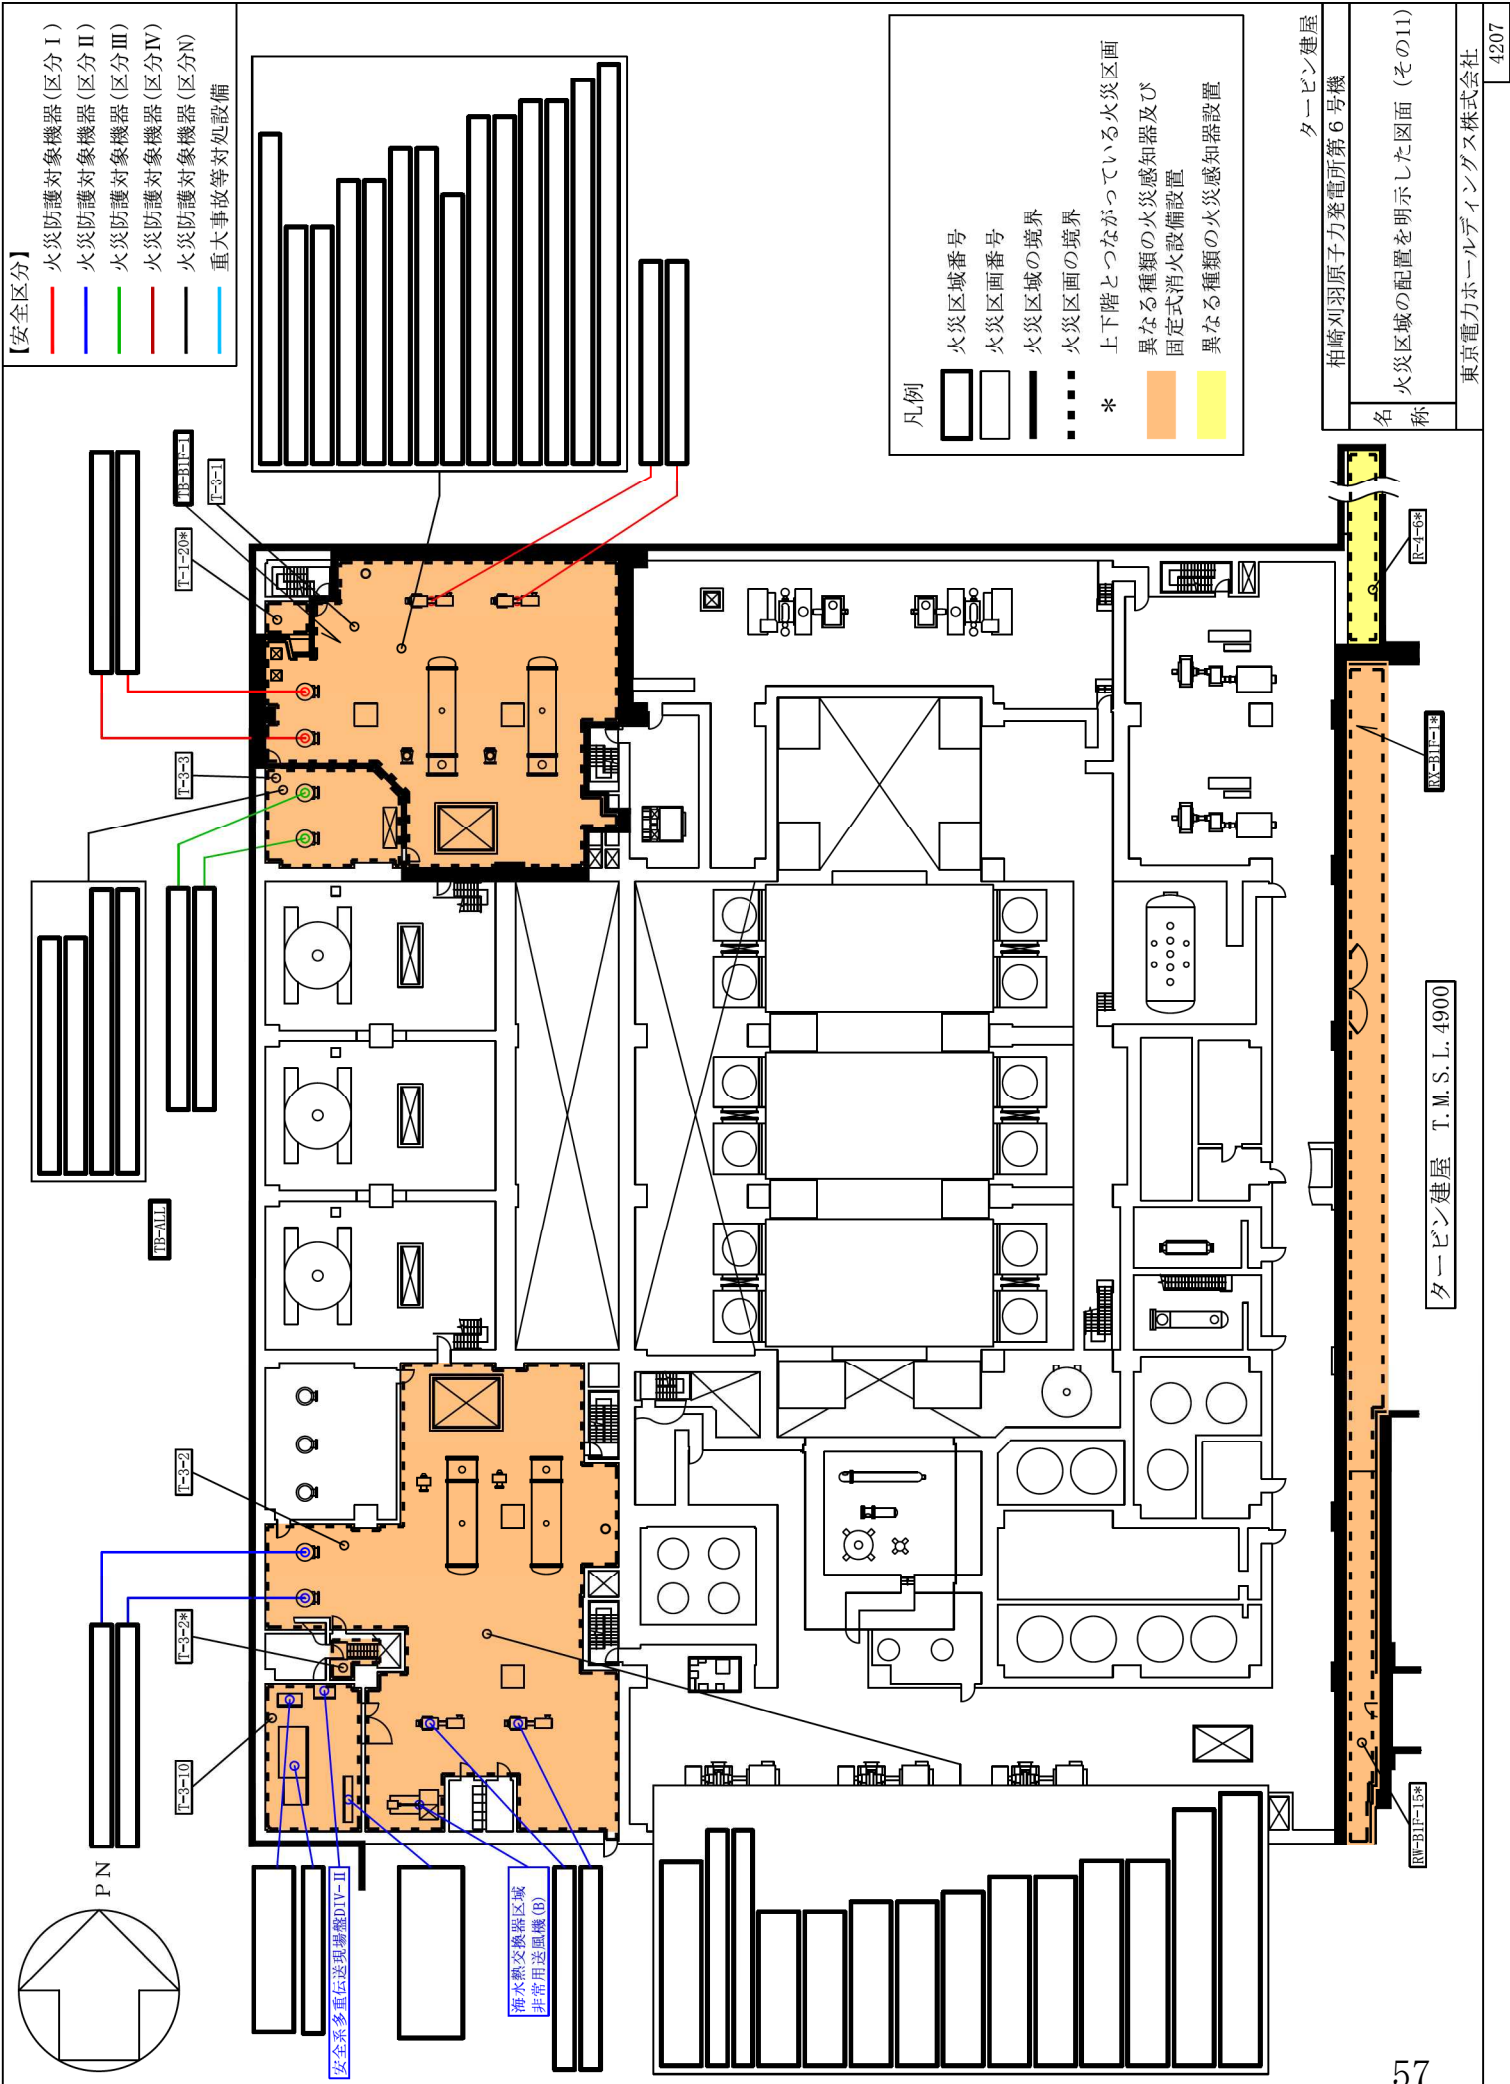 【安全区分】
火災防護対象機器(区分Ⅰ)
火災防護対象機器(区分Ⅱ)
火災防護対象機器(区分Ⅲ)
火災防護対象機器(区分Ⅳ)
火災防護対象機器(区分N)
重大事故等対処設備
TB-B1F-1
T-1-20*
T-3-1
T-3-3
TB-ALL
T-3-2
T-3-2*
T-3-10
PN
安全系多重伝送現場盤DIV-Ⅱ
海水熱交換器区域
非常用送風機(B)
凡例
火災区域番号
火災区画番号
火災区域の境界
火災区画の境界
* 上下階とつながっている火災区画
異なる種類の火災感知器及び
固定式消火設備設置
異なる種類の火災感知器設置
R-4-6*
RX-B1F-1*
RW-B1F-15*
タービン建屋 T.M.S.L.4900
タービン建屋
柏崎刈羽原子力発電所第6号機
名称
火災区域の配置を明示した図面 (その11)
東京電力ホールディングス株式会社
4207
57